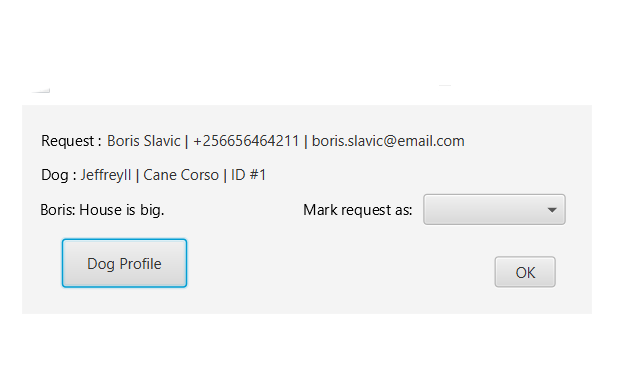 Request : Boris Slavic | +256656464211 | boris.slavic@email.com
Dog : Jeffreyll | Cane Corso | ID #1
Boris: House is big. Mark request as:
Dog Profile OK